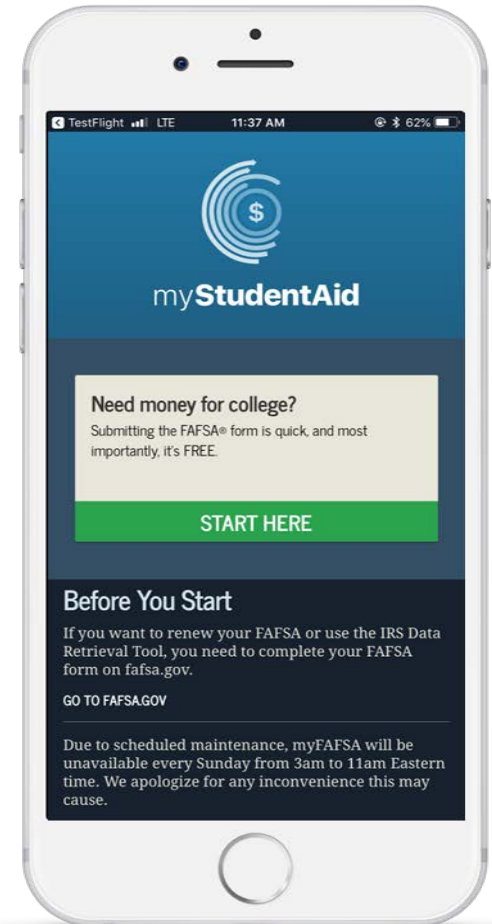 TestFlight LTE 11:37 AM 62%
$
myStudentAid
Need money for college?
Submitting the FAFSA® form is quick, and most
importantly, it's FREE.
START HERE
Before You Start
If you want to renew your FAFSA or use the IRS Data
Retrieval Tool, you need to complete your FAFSA
form on fafsa.gov.
GO TO FAFSA.GOV
Due to scheduled maintenance, myFAFSA will be
unavailable every Sunday from 3am to 11am Eastern
time. We apologize for any inconvenience this may
cause.